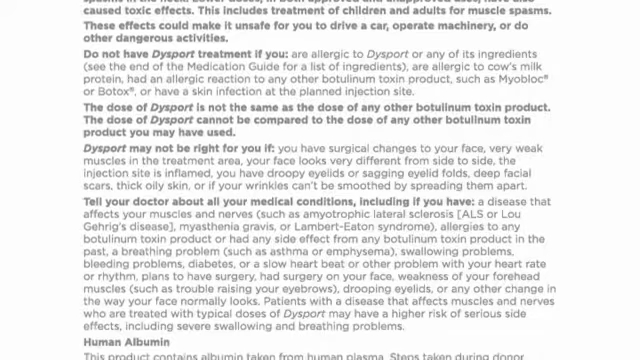 spasms in the neck. Lower doses, in both approved and unapproved uses, have also
caused toxic effects. This includes treatment of children and adults for muscle spasms.
These effects could make it unsafe for you to drive a car, operate machinery, or do
other dangerous activities.
Do not have Dysport treatment if you: are allergic to Dysport or any of its ingredients
(see the end of the Medication Guide for a list of ingredients), are allergic to cow's milk
protein, had an allergic reaction to any other botulinum toxin product, such as Myobloc®
or Botox®, or have a skin infection at the planned injection site.
The dose of Dysport is not the same as the dose of any other botulinum toxin product.
The dose of Dysport cannot be compared to the dose of any other botulinum toxin
product you may have used.
Dysport may not be right for you if: you have surgical changes to your face, very weak
muscles in the treatment area, your face looks very different from side to side, the
injection site is inflamed, you have droopy eyelids or sagging eyelid folds, deep facial
scars, thick oily skin, or if your wrinkles can't be smoothed by spreading them apart.
Tell your doctor about all your medical conditions, including if you have: a disease that
affects your muscles and nerves (such as amyotrophic lateral sclerosis [ALS or Lou
Gehrig's disease], myasthenia gravis, or Lambert-Eaton syndrome), allergies to any
botulinum toxin product or had any side effect from any botulinum toxin product in the
past, a breathing problem (such as asthma or emphysema), swallowing problems,
bleeding problems, diabetes, or a slow heart beat or other problem with your heart rate
or rhythm, plans to have surgery, had surgery on your face, weakness of your forehead
muscles (such as trouble raising your eyebrows), drooping eyelids, or any other change in
the way your face normally looks. Patients with a disease that affects muscles and nerves
who are treated with typical doses of Dysport may have a higher risk of serious side
effects, including severe swallowing and breathing problems.
Human Albumin
This product contains albumin taken from human plasma. Steps taken during donor